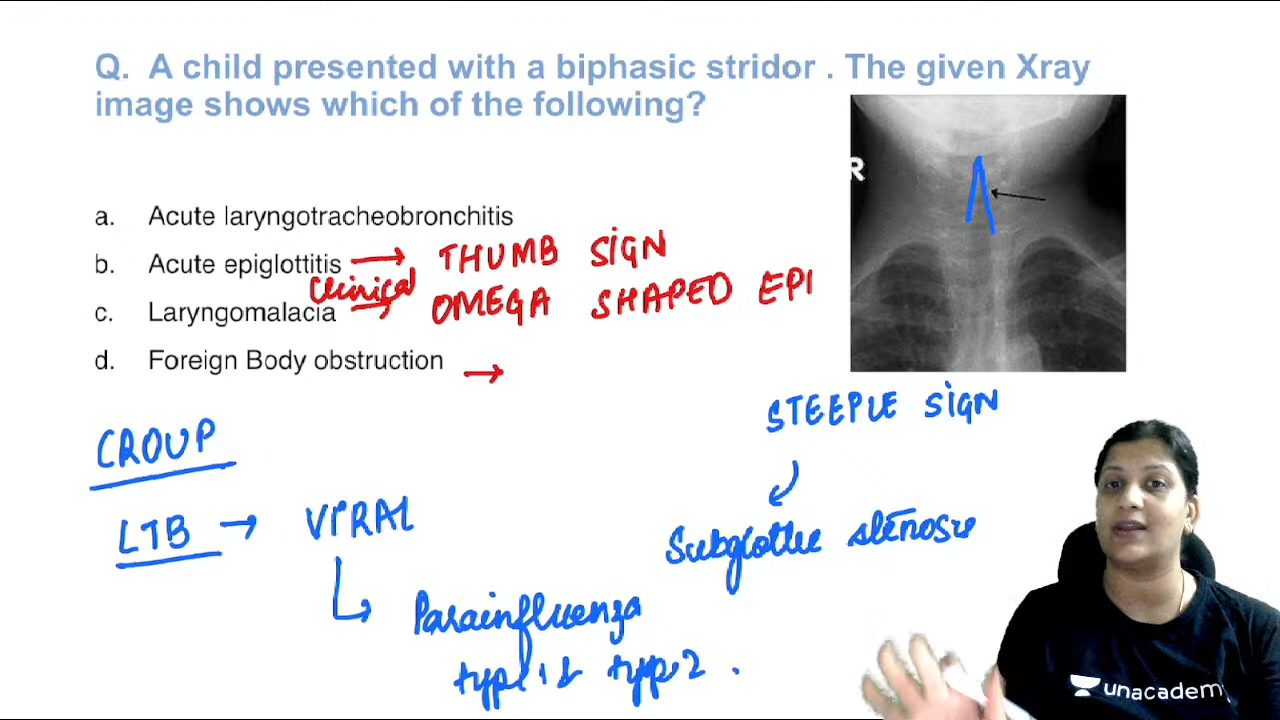 Q. A child presented with a biphasic stridor . The given Xray
image shows which of the following?
R
a. Acute laryngotracheobronchitis
b. Acute epiglottitis → THUMB SIGN
Clinical
c. Laryngomalacia → OMEGA SHAPED EPI
d. Foreign Body obstruction →
STEEPLE SIGN
CROUP
LTB → VIRAL
Subglottic stenosis
Parainfluenza
type 1 & type 2 .
unacademy